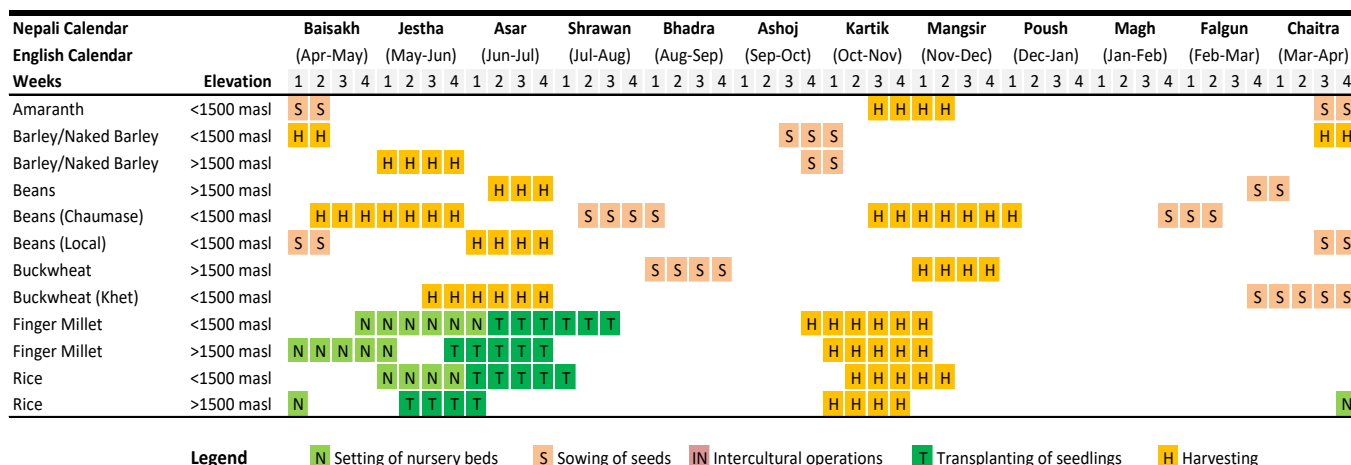 Nepali Calendar Baisakh Jestha Asar Shrawan Bhadra Ashoj Kartik Mangsir Poush Magh Falgun Chaitra
English Calendar (Apr-May) (May-Jun) (Jun-Jul) (Jul-Aug) (Aug-Sep) (Sep-Oct) (Oct-Nov) (Nov-Dec) (Dec-Jan) (Jan-Feb) (Feb-Mar) (Mar-Apr)
Weeks Elevation 1 2 3 4 1 2 3 4 1 2 3 4 1 2 3 4 1 2 3 4 1 2 3 4 1 2 3 4 1 2 3 4 1 2 3 4 1 2 3 4 1 2 3 4 1 2 3 4
Amaranth <1500 masl S S H H H H S S
Barley/Naked Barley <1500 masl H H S S S H H
Barley/Naked Barley >1500 masl H H H H S S
Beans >1500 masl H H H S S
Beans (Chaumase) <1500 masl H H H H H H H S S S S H H H H H H H S S S
Beans (Local) <1500 masl S S H H H H S S
Buckwheat >1500 masl S S S S H H H H
Buckwheat (Khet) <1500 masl H H H H H H S S S S S
Finger Millet <1500 masl N N N N N N T T T T T T H H H H H H
Finger Millet >1500 masl N N N N N T T T T T H H H H H
Rice <1500 masl N N N N T T T T T H H H H H
Rice >1500 masl N T T T T H H H H N
Legend N Setting of nursery beds S Sowing of seeds IN Intercultural operations T Transplanting of seedlings H Harvesting